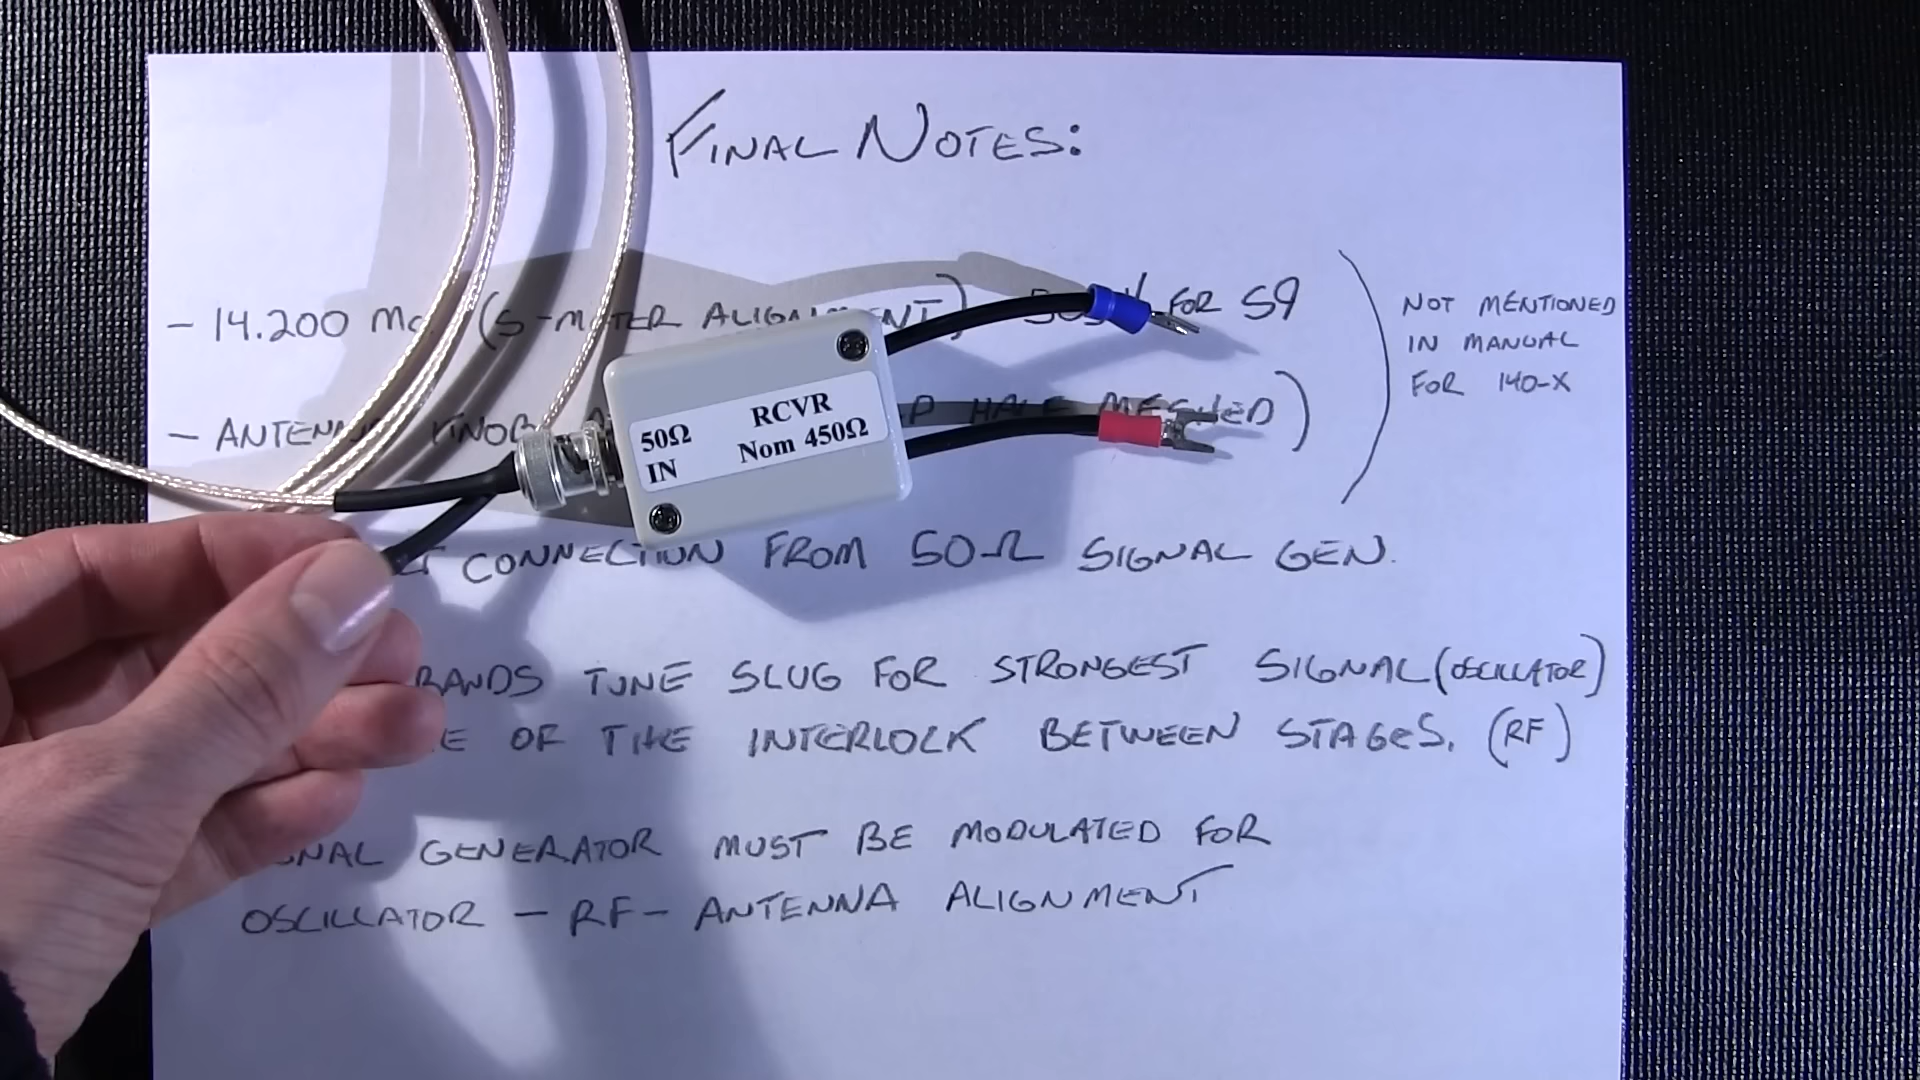 FINAL NOTES:
- 14.200 (S-METER ALIGNMENT) FOR S9
- ANTENNA KNOB HALF MESHED)
NOT MENTIONED
IN MANUAL
FOR 140-X
50Ω
IN
RCVR
Nom 450Ω
CONNECTION FROM 50Ω SIGNAL GEN.
BANDS TUNE SLUG FOR STRONGEST SIGNAL (OSCILLATOR)
OF THE INTERLOCK BETWEEN STAGES. (RF)
GENERATOR MUST BE MODULATED FOR
OSCILLATOR - RF - ANTENNA ALIGNMENT